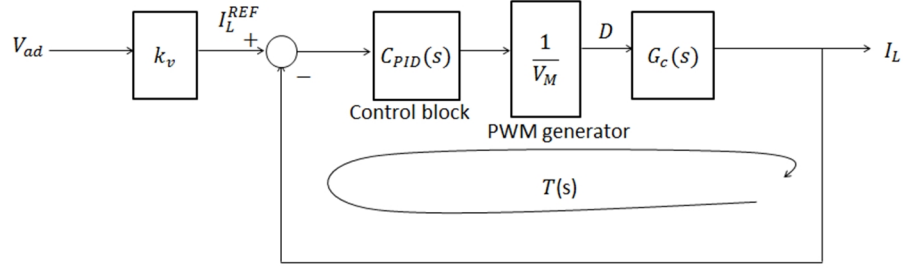 V_ad
k_v
I_L^REF
+
−
C_PID(s)
Control block
1
V_M
PWM generator
D
G_c(s)
I_L
T(s)